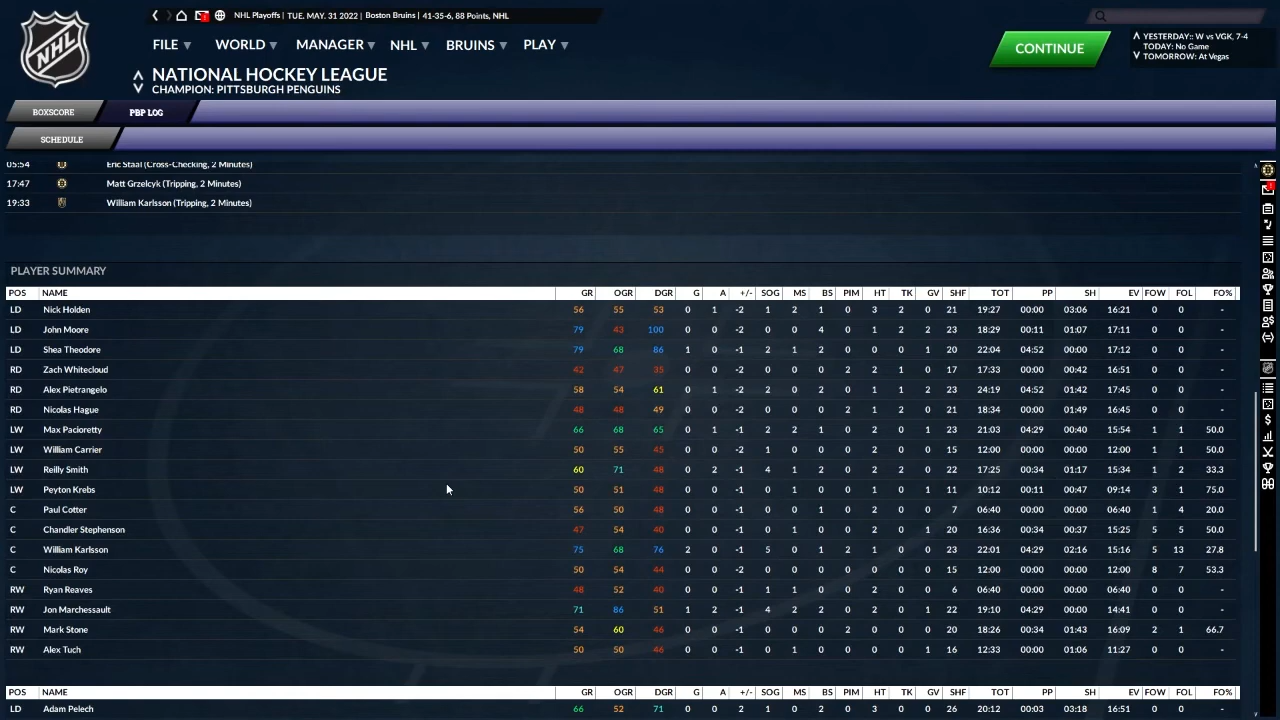 NHL Playoffs | TUE. MAY. 31 2022 | Boston Bruins | 41-35-6, 88 Points, NHL
NHL
FILE WORLD MANAGER NHL BRUINS PLAY
CONTINUE
YESTERDAY: W vs VGK, 7-4
TODAY: No Game
TOMORROW: At Vegas
NATIONAL HOCKEY LEAGUE
CHAMPION: PITTSBURGH PENGUINS
BOXSCORE PBP LOG
SCHEDULE
05:54 Eric Staal (Cross-Checking, 2 Minutes)
17:47 Matt Grzelcyk (Tripping, 2 Minutes)
19:33 William Karlsson (Tripping, 2 Minutes)
PLAYER SUMMARY
POS NAME GR OGR DGR G A +/- SOG MS BS PIM HT TK GV SHF TOT PP SH EV FOW FOL FO%
LD Nick Holden 56 55 53 0 1 -2 1 2 1 0 3 2 0 21 19:27 00:00 03:06 16:21 0 0 -
LD John Moore 79 43 100 0 0 -2 0 0 4 0 1 2 2 23 18:29 00:11 01:07 17:11 0 0 -
LD Shea Theodore 79 68 86 1 0 -1 2 1 2 0 0 0 1 20 22:04 04:52 00:00 17:12 0 0 -
RD Zach Whitecloud 42 47 35 0 0 -2 0 0 0 2 2 1 0 17 17:33 00:00 00:42 16:51 0 0 -
RD Alex Pietrangelo 58 54 61 0 1 -2 2 0 2 0 1 1 2 23 24:19 04:52 01:42 17:45 0 0 -
RD Nicolas Hague 48 48 49 0 0 -2 0 0 0 2 1 2 0 21 18:34 00:00 01:49 16:45 0 0 -
LW Max Pacioretty 66 68 65 0 1 -1 2 2 1 0 2 0 1 23 21:03 04:29 00:40 15:54 1 1 50.0
LW William Carrier 50 55 45 0 0 -2 1 0 0 0 2 0 0 15 12:00 00:00 00:00 12:00 1 1 50.0
LW Reilly Smith 60 71 48 0 2 -1 4 1 2 0 2 2 0 22 17:25 00:34 01:17 15:34 1 2 33.3
LW Peyton Krebs 50 51 48 0 0 -1 0 1 0 0 1 0 1 11 10:12 00:11 00:47 09:14 3 1 75.0
C Paul Cotter 56 50 48 0 0 -1 0 0 1 0 2 0 0 7 06:40 00:00 00:00 06:40 1 4 20.0
C Chandler Stephenson 47 54 40 0 0 -1 0 1 0 0 2 0 1 20 16:36 00:34 00:37 15:25 5 5 50.0
C William Karlsson 75 68 76 2 0 -1 5 0 1 2 1 0 0 23 22:01 04:29 02:16 15:16 5 13 27.8
C Nicolas Roy 50 54 44 0 0 -2 0 0 0 0 0 0 0 15 12:00 00:00 00:00 12:00 8 7 53.3
RW Ryan Reaves 48 52 40 0 0 -1 1 1 0 0 2 0 0 6 06:40 00:00 00:00 06:40 0 0 -
RW Jon Marchessault 71 86 51 1 2 -1 4 2 2 0 2 0 1 22 19:10 04:29 00:00 14:41 0 0 -
RW Mark Stone 54 60 46 0 0 -1 0 0 0 2 0 0 0 20 18:26 00:34 01:43 16:09 2 1 66.7
RW Alex Tuch 50 50 46 0 0 -1 0 1 0 0 0 0 1 16 12:33 00:00 01:06 11:27 0 0 -
POS NAME GR OGR DGR G A +/- SOG MS BS PIM HT TK GV SHF TOT PP SH EV FOW FOL FO%
LD Adam Pelech 66 52 71 0 0 2 1 0 2 0 3 0 0 26 20:12 00:03 03:18 16:51 0 0 -